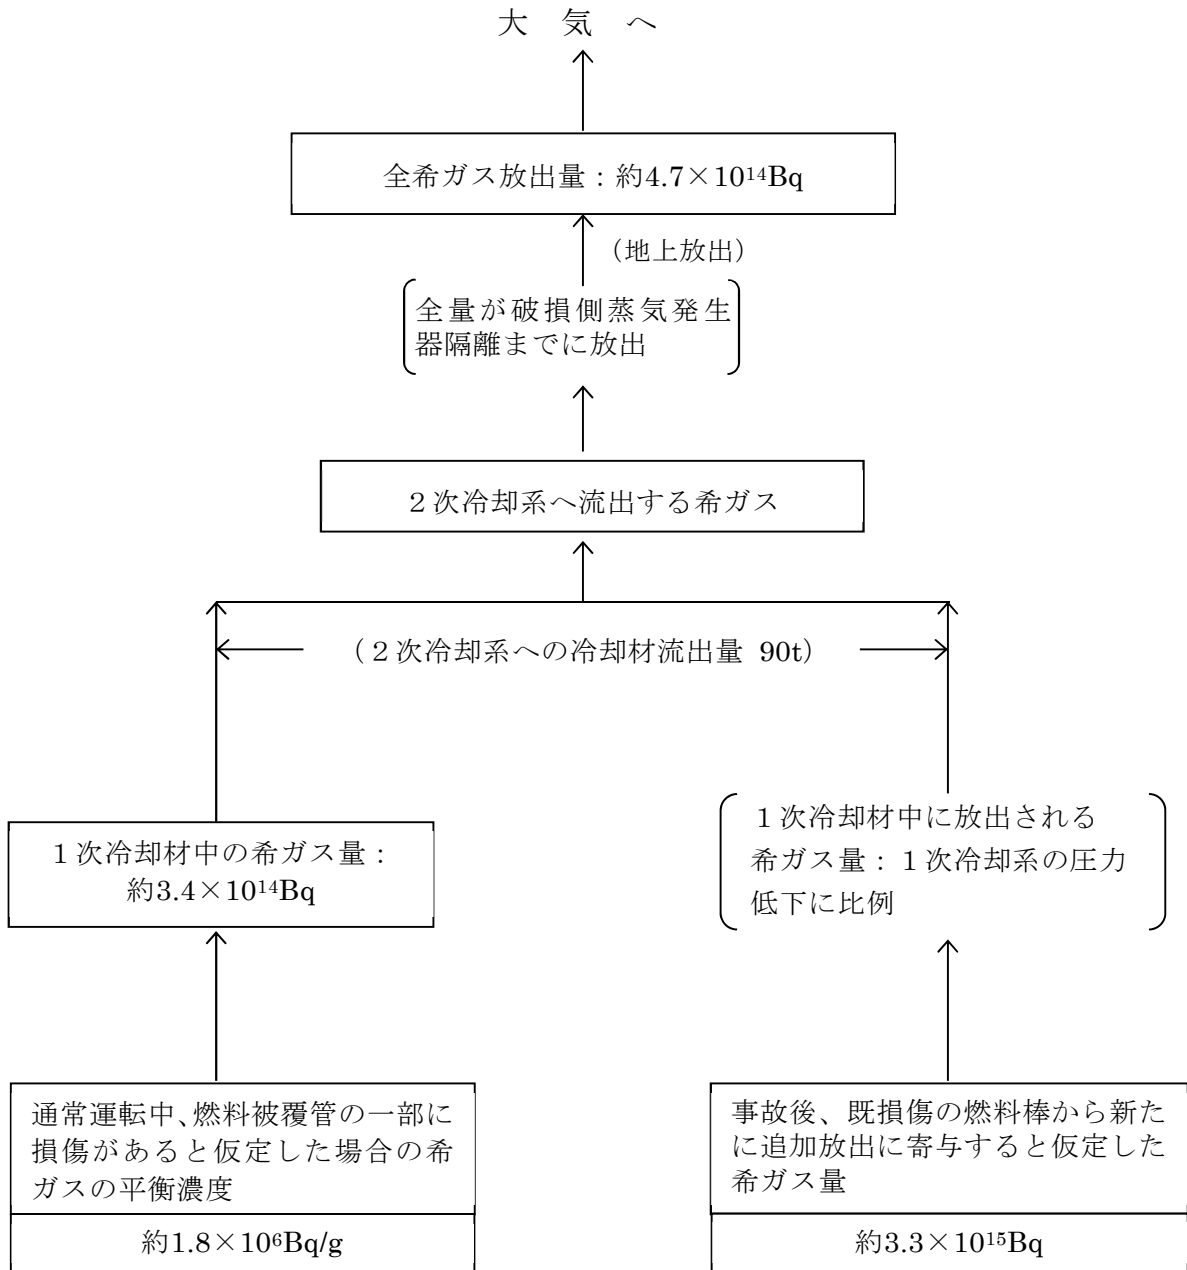 大 気 へ
全希ガス放出量：約4.7×10¹⁴Bq
（地上放出）
全量が破損側蒸気発生
器隔離までに放出
２次冷却系へ流出する希ガス
（２次冷却系への冷却材流出量 90t）
１次冷却材中の希ガス量：
約3.4×10¹⁴Bq
１次冷却材中に放出される
希ガス量：１次冷却系の圧力
低下に比例
通常運転中、燃料被覆管の一部に
損傷があると仮定した場合の希
ガスの平衡濃度
約1.8×10⁶Bq/g
事故後、既損傷の燃料棒から新た
に追加放出に寄与すると仮定した
希ガス量
約3.3×10¹⁵Bq